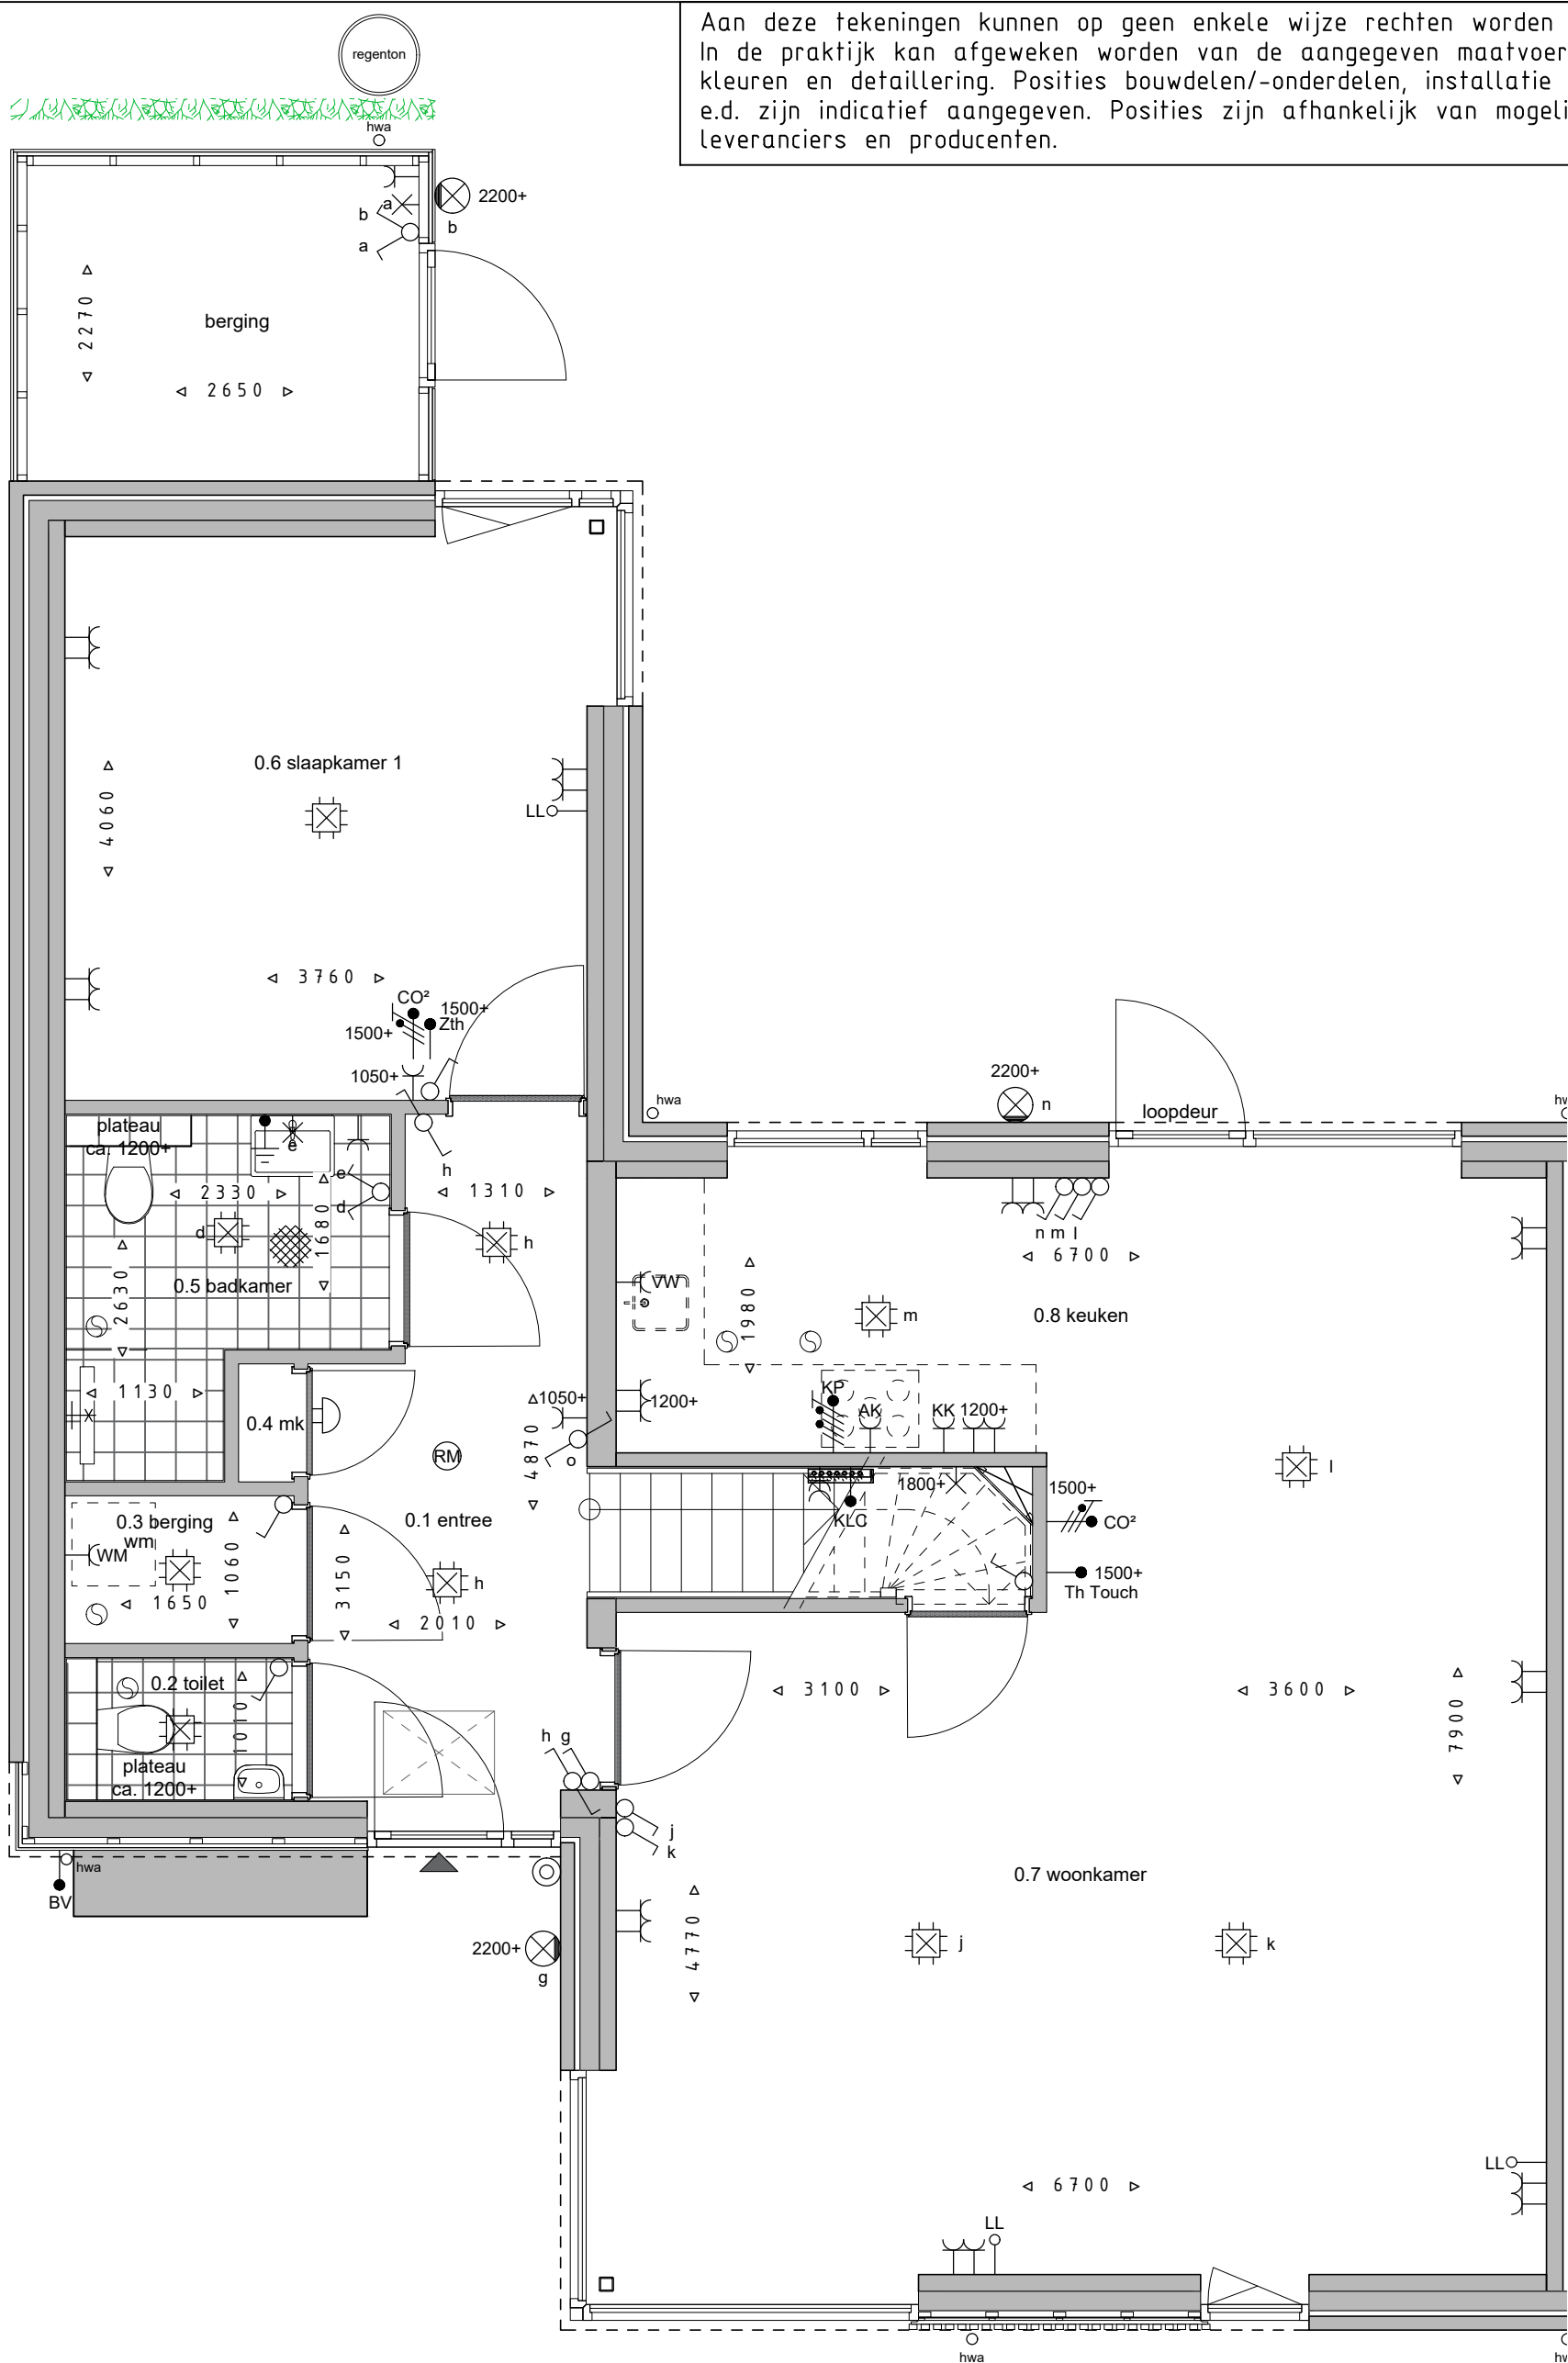 Aan deze tekeningen kunnen op geen enkele wijze rechten worden
In de praktijk kan afgeweken worden van de aangegeven maatvoer
kleuren en detaillering. Posities bouwdelen/-onderdelen, installatie
e.d. zijn indicatief aangegeven. Posities zijn afhankelijk van mogeli
leveranciers en producenten.
regenton
hwa
2200+
b
a
b
a
2270
berging
2650
0.6 slaapkamer 1
4060
LL
3760
CO²
1500+
Zth
1500+
1050+
h
plateau
ca. 1200+
e
e
d
2330
1680
d
2630
0.5 badkamer
1130
1310
h
hwa
2200+
n
loopdeur
hw
n m l
6700
VW
1980
m
0.8 keuken
1050+
1200+
KP
AK
KK
1200+
0.4 mk
RM
4870
o
l
1800+
KLC
1500+
CO²
1500+
Th Touch
0.3 berging
wm
WM
1060
1650
0.1 entree
3150
h
2010
0.2 toilet
1010
plateau
ca. 1200+
3100
3600
7900
h g
j
k
hwa
BV
2200+
g
0.7 woonkamer
4770
j
k
LL
6700
LL
hwa
hw